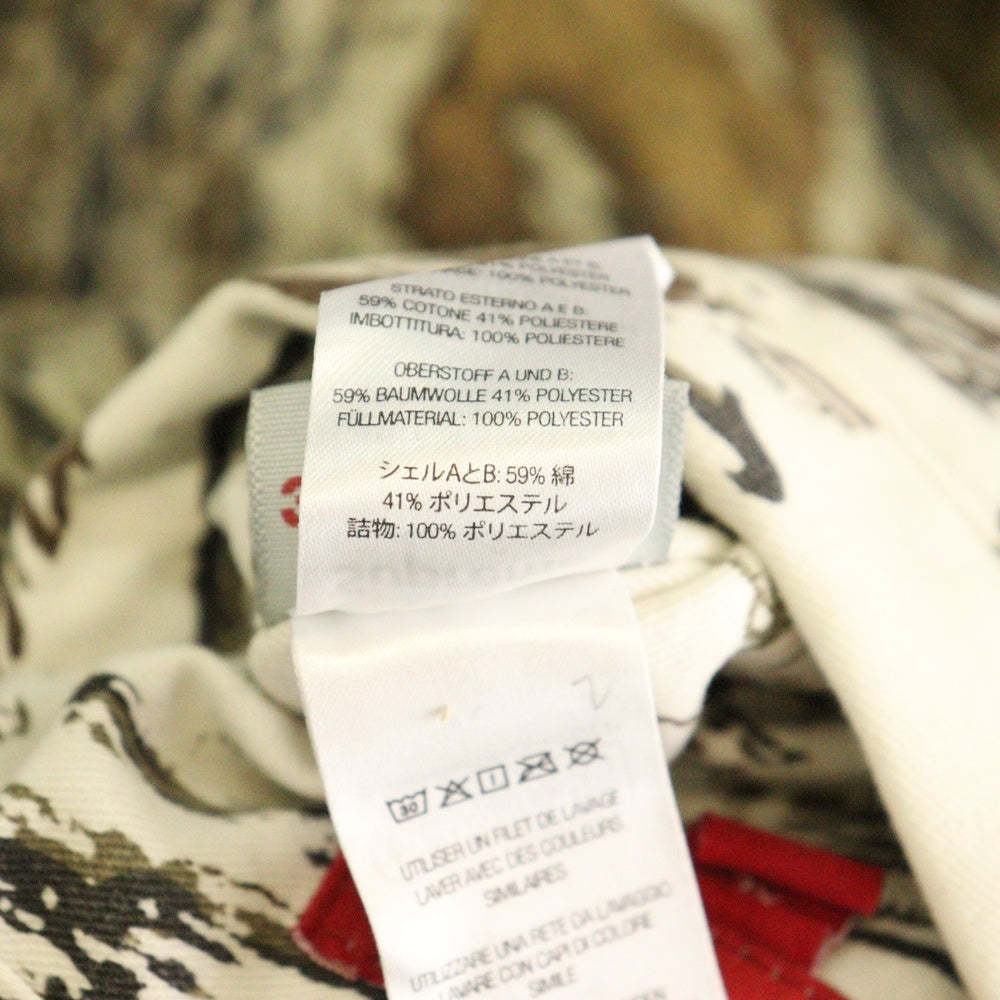 100% POLYESTER
STRATO ESTERNO A E B:
59% COTONE 41% POLIESTERE
IMBOTTITURA: 100% POLIESTERE
OBERSTOFF A UND B:
59% BAUMWOLLE 41% POLYESTER
FÜLLMATERIAL: 100% POLYESTER
シェルAとB: 59% 綿
41% ポリエステル
詰物: 100% ポリエステル
30
UTILISER UN FILET DE LAVAGE
LAVER AVEC DES COULEURS
SIMILAIRES
UTILIZZARE UNA RETE DA LAVAGGIO
LAVARE CON CAPI DI COLORE
SIMILE